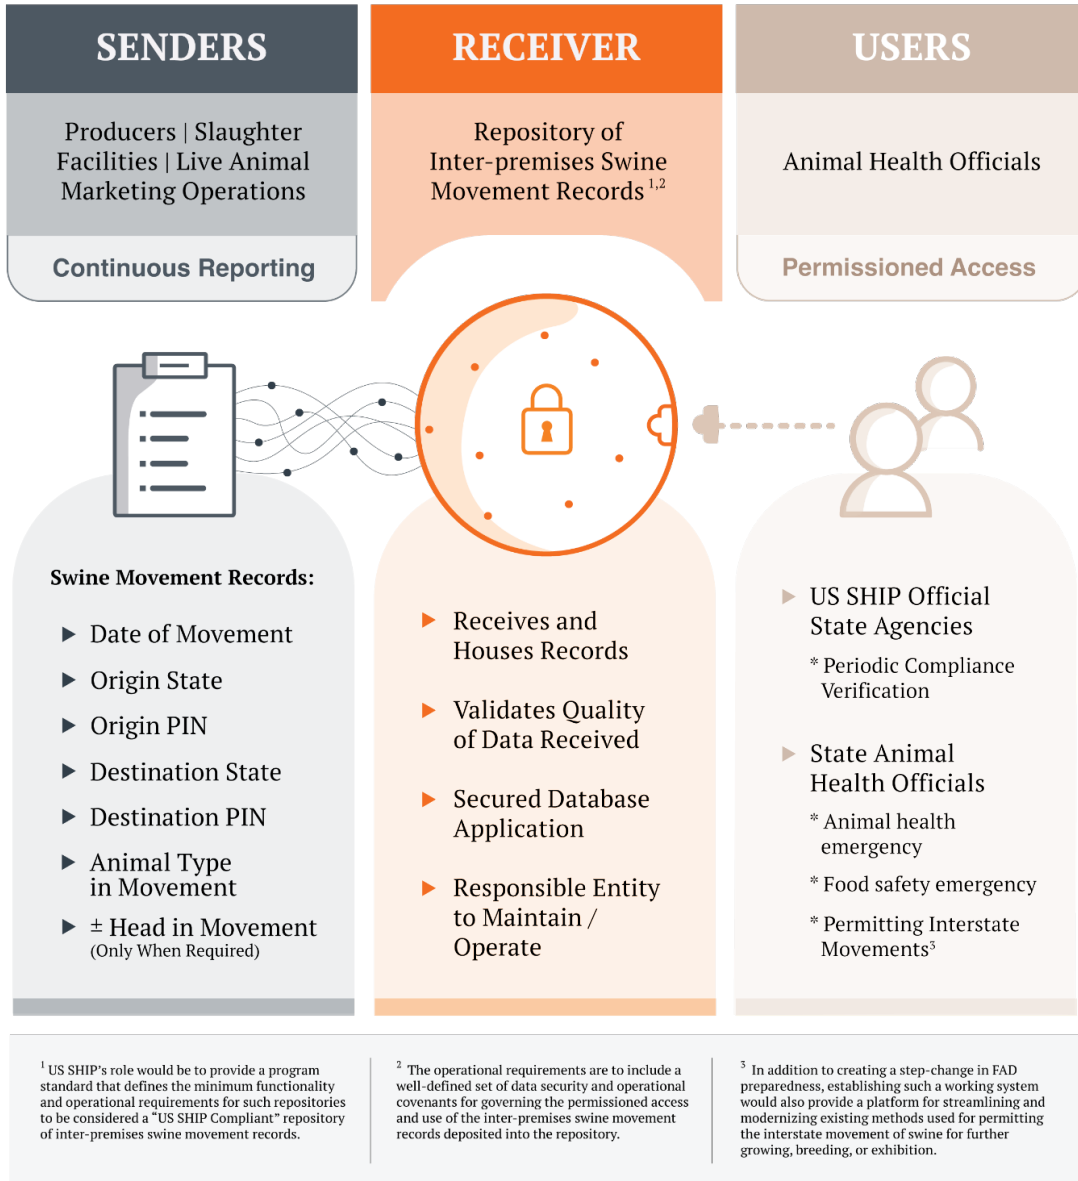 SENDERS
Producers | Slaughter
Facilities | Live Animal
Marketing Operations
Continuous Reporting
RECEIVER
Repository of
Inter-premises Swine
Movement Records 1,2
USERS
Animal Health Officials
Permissioned Access
Swine Movement Records:
Date of Movement
Origin State
Origin PIN
Destination State
Destination PIN
Animal Type
in Movement
± Head in Movement
(Only When Required)
Receives and
Houses Records
Validates Quality
of Data Received
Secured Database
Application
Responsible Entity
to Maintain /
Operate
US SHIP Official
State Agencies
* Periodic Compliance
Verification
State Animal
Health Officials
* Animal health
emergency
* Food safety emergency
* Permitting Interstate
Movements3
1 US SHIP's role would be to provide a program
standard that defines the minimum functionality
and operational requirements for such repositories
to be considered a “US SHIP Compliant” repository
of inter-premises swine movement records.
2 The operational requirements are to include a
well-defined set of data security and operational
covenants for governing the permissioned access
and use of the inter-premises swine movement
records deposited into the repository.
3 In addition to creating a step-change in FAD
preparedness, establishing such a working system
would also provide a platform for streamlining and
modernizing existing methods used for permitting
the interstate movement of swine for further
growing, breeding, or exhibition.